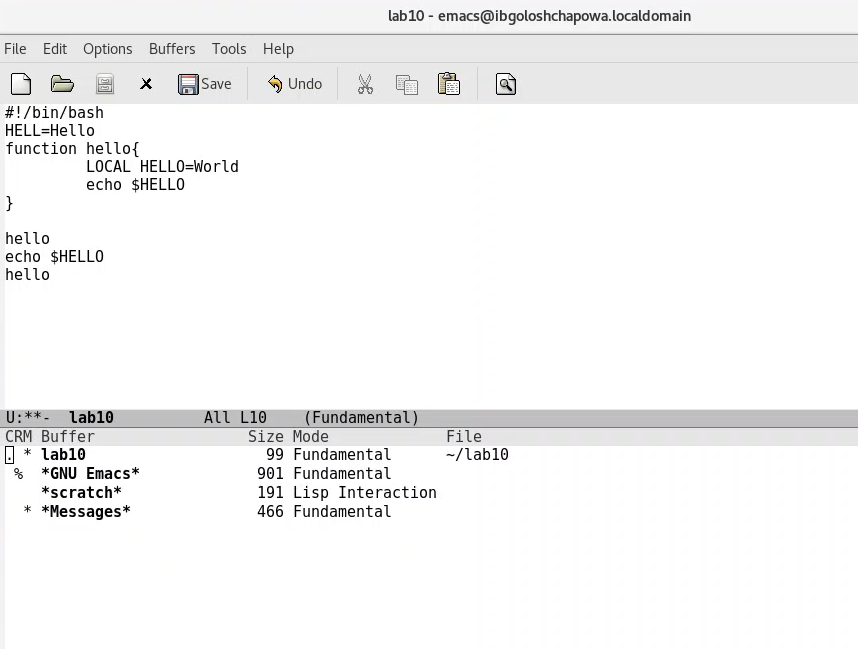 lab10 - emacs@ibgoloshchapowa.localdomain
File Edit Options Buffers Tools Help
Save Undo
#!/bin/bash
HELL=Hello
function hello{
         LOCAL HELLO=World
         echo $HELLO
}
hello
echo $HELLO
hello
U:**-  lab10          All L10    (Fundamental)
CRM Buffer                 Size Mode             File
. * lab10                    99 Fundamental      ~/lab10
 %  *GNU Emacs*             901 Fundamental
    *scratch*               191 Lisp Interaction
  * *Messages*              466 Fundamental